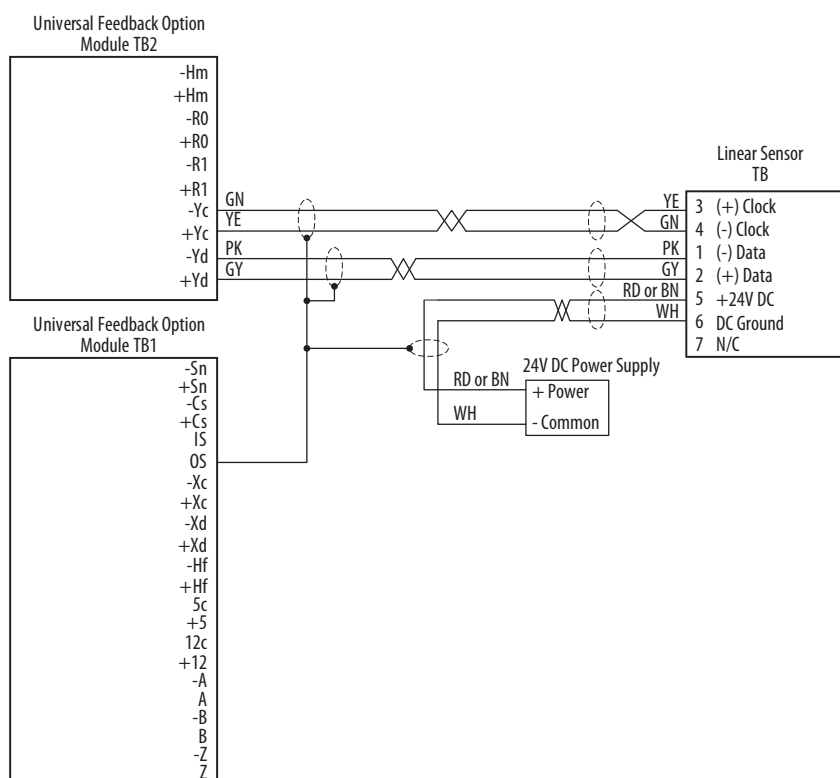 Universal Feedback Option
Module TB2
-Hm
+Hm
-R0
+R0
-R1
+R1
-Yc
+Yc
-Yd
+Yd
GN
YE
PK
GY
Linear Sensor
TB
YE
GN
PK
GY
RD or BN
WH
3 (+) Clock
4 (-) Clock
1 (-) Data
2 (+) Data
5 +24V DC
6 DC Ground
7 N/C
24V DC Power Supply
RD or BN
WH
+ Power
- Common
Universal Feedback Option
Module TB1
-Sn
+Sn
-Cs
+Cs
IS
OS
-Xc
+Xc
-Xd
+Xd
-Hf
+Hf
5c
+5
12c
+12
-A
A
-B
B
-Z
Z